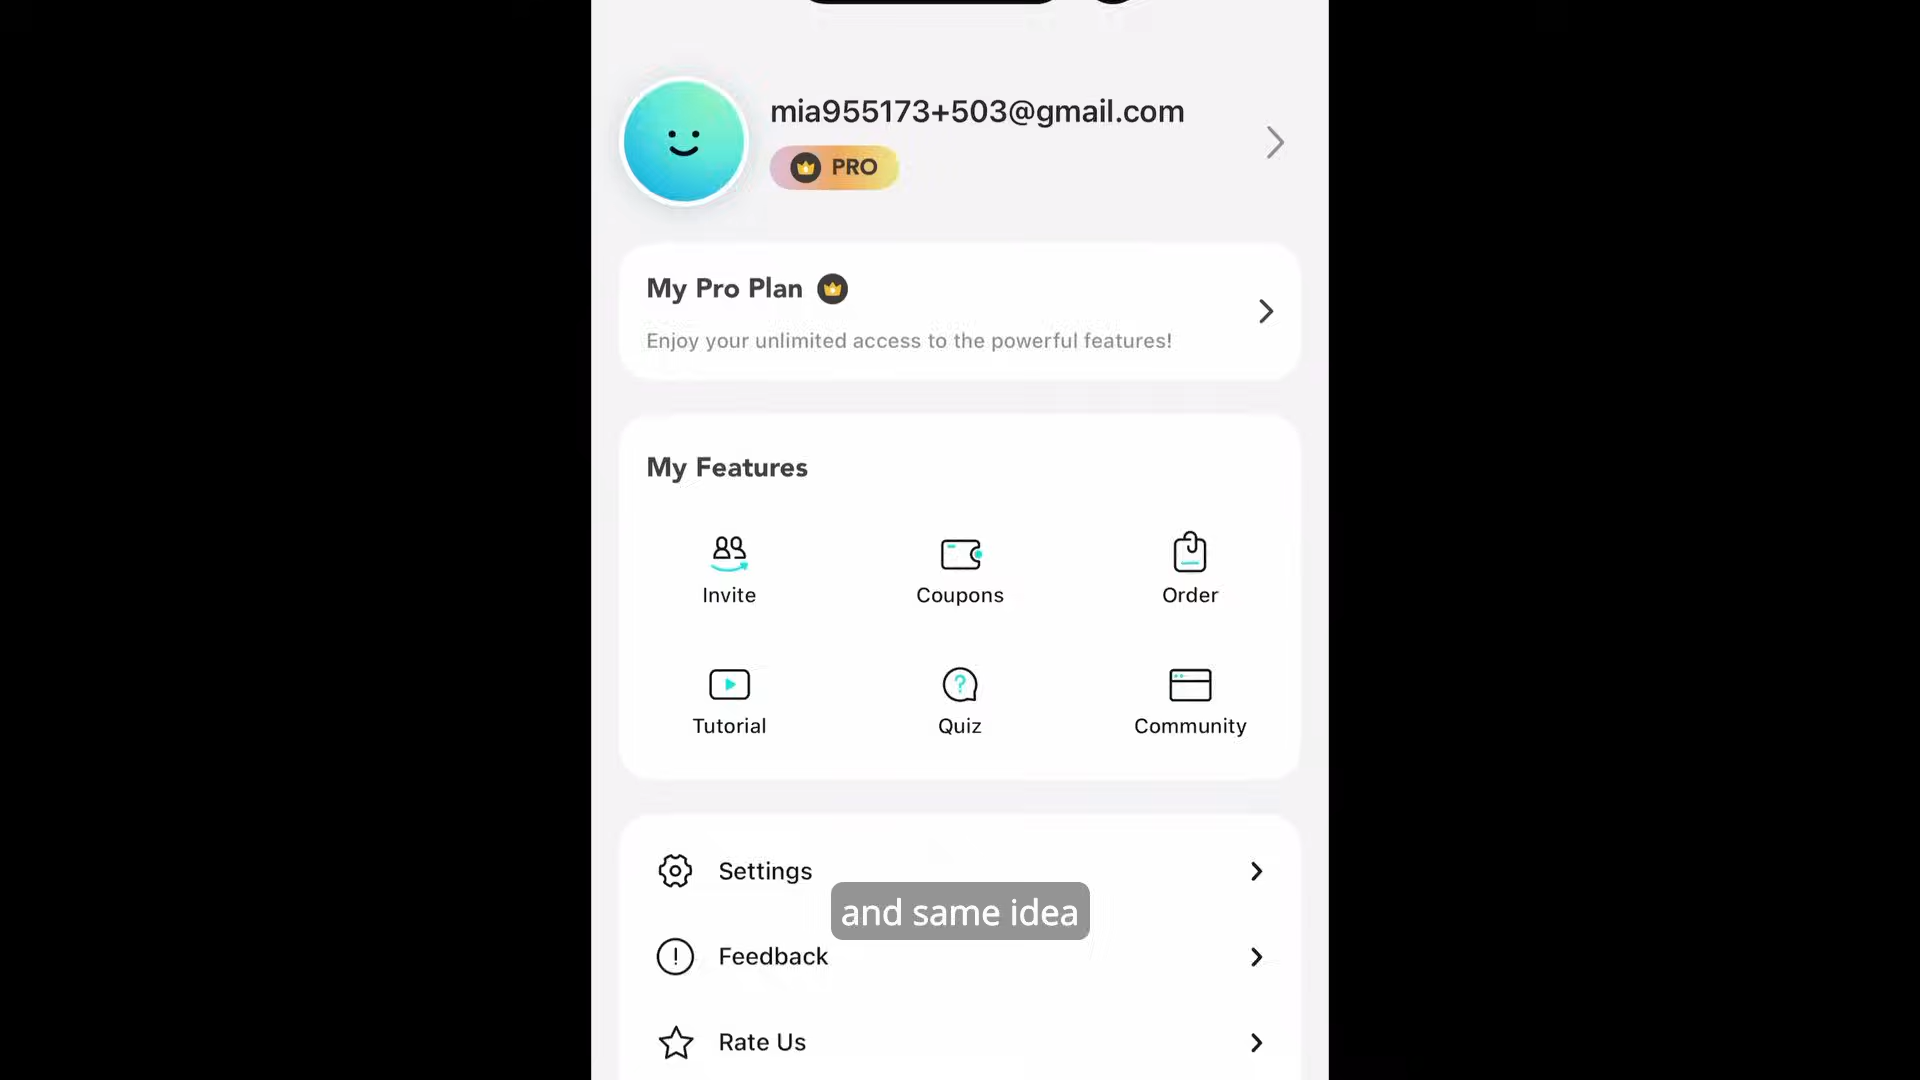 mia955173+503@gmail.com
PRO
My Pro Plan
Enjoy your unlimited access to the powerful features!
My Features
Invite
Coupons
Order
Tutorial
Quiz
Community
Settings
and same idea
Feedback
Rate Us